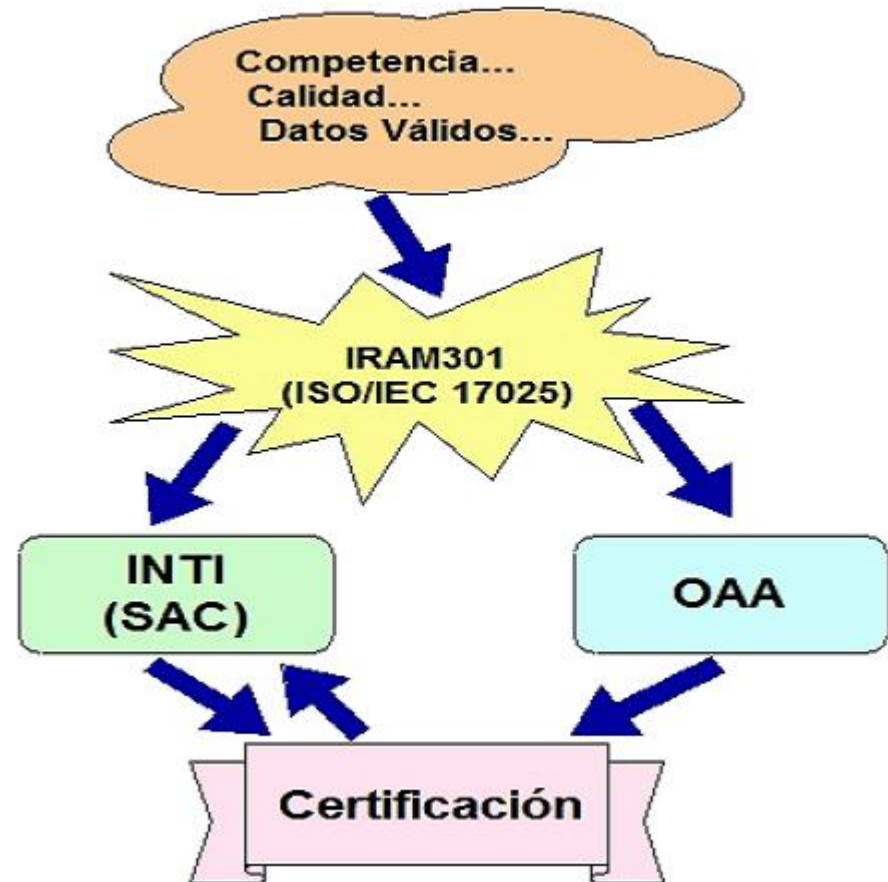 Competencia...
Calidad...
Datos Válidos...
IRAM301
(ISO/IEC 17025)
INTI
(SAC)
OAA
Certificación